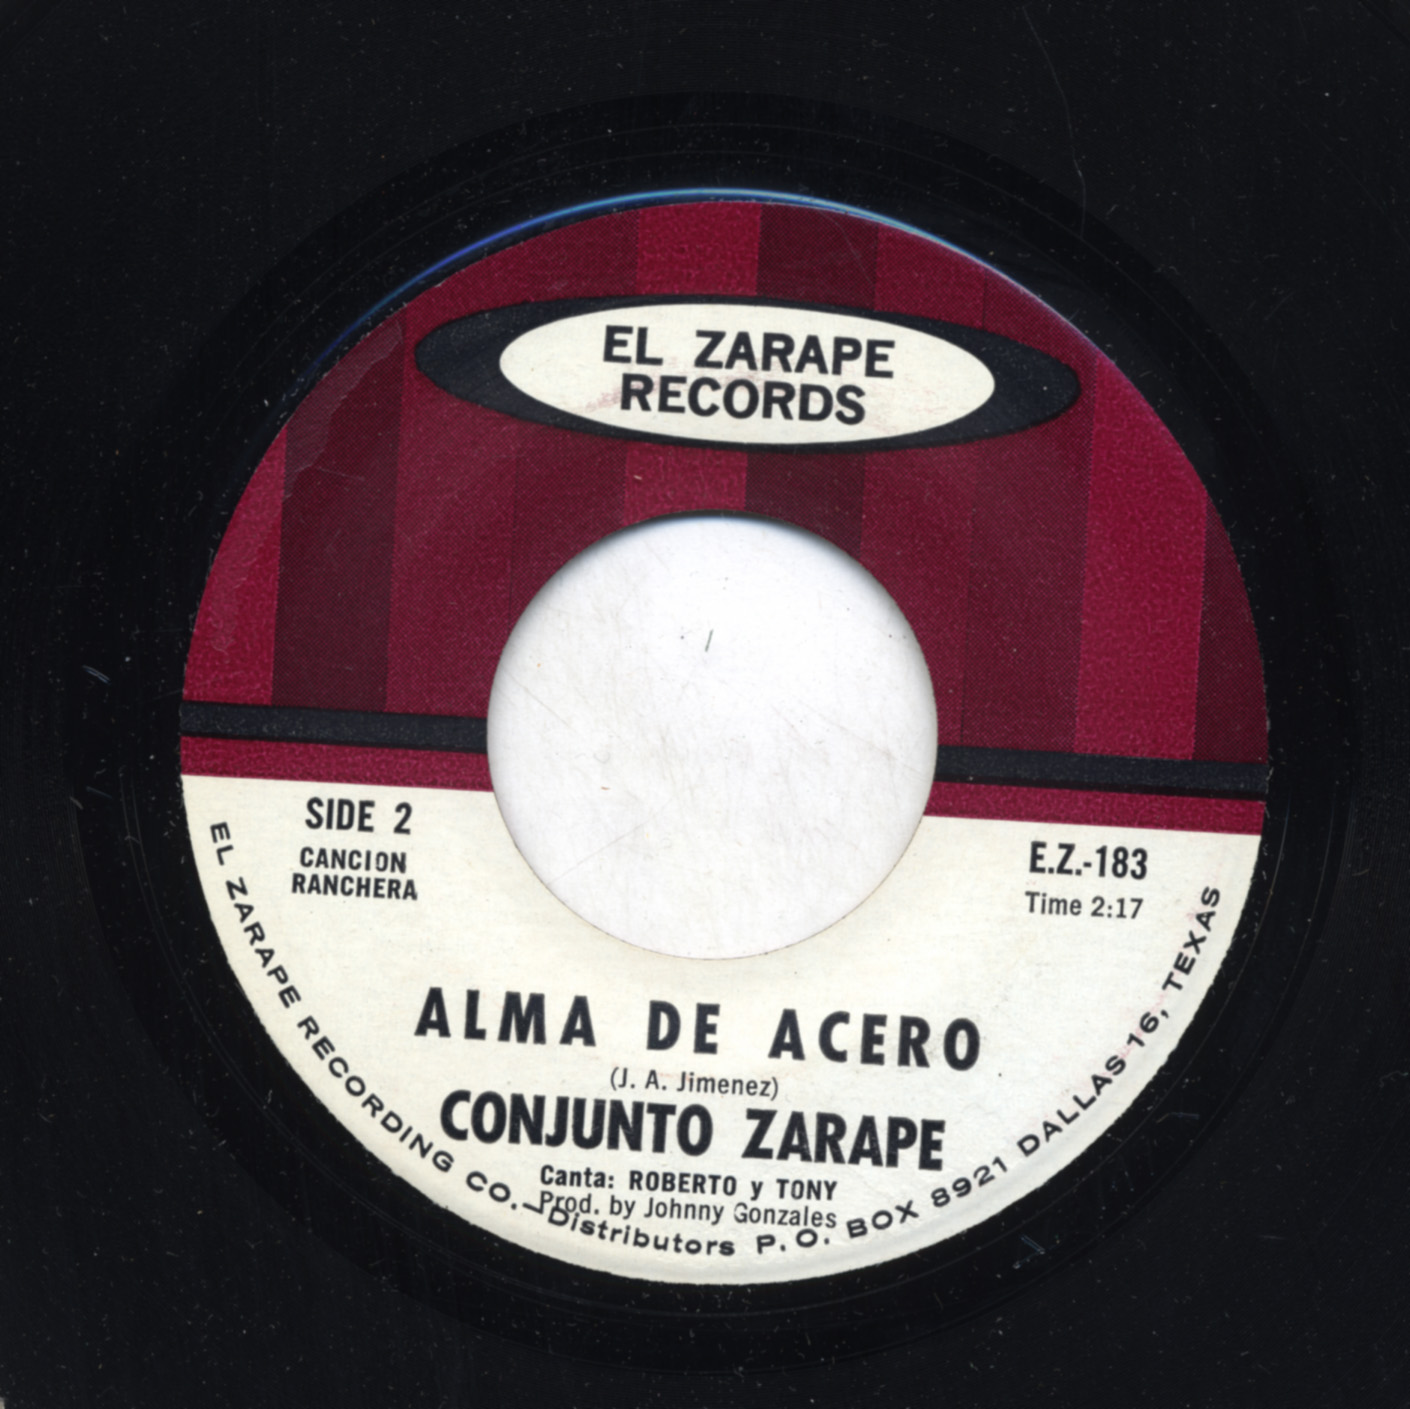 EL ZARAPE
RECORDS
SIDE 2
CANCION
RANCHERA
E.Z.-183
Time 2:17
ALMA DE ACERO
(J. A. Jimenez)
CONJUNTO ZARAPE
Canta: ROBERTO y TONY
Prod. by Johnny Gonzales
EL ZARAPE RECORDING CO.-Distributors P.O. BOX 8921 DALLAS 16, TEXAS